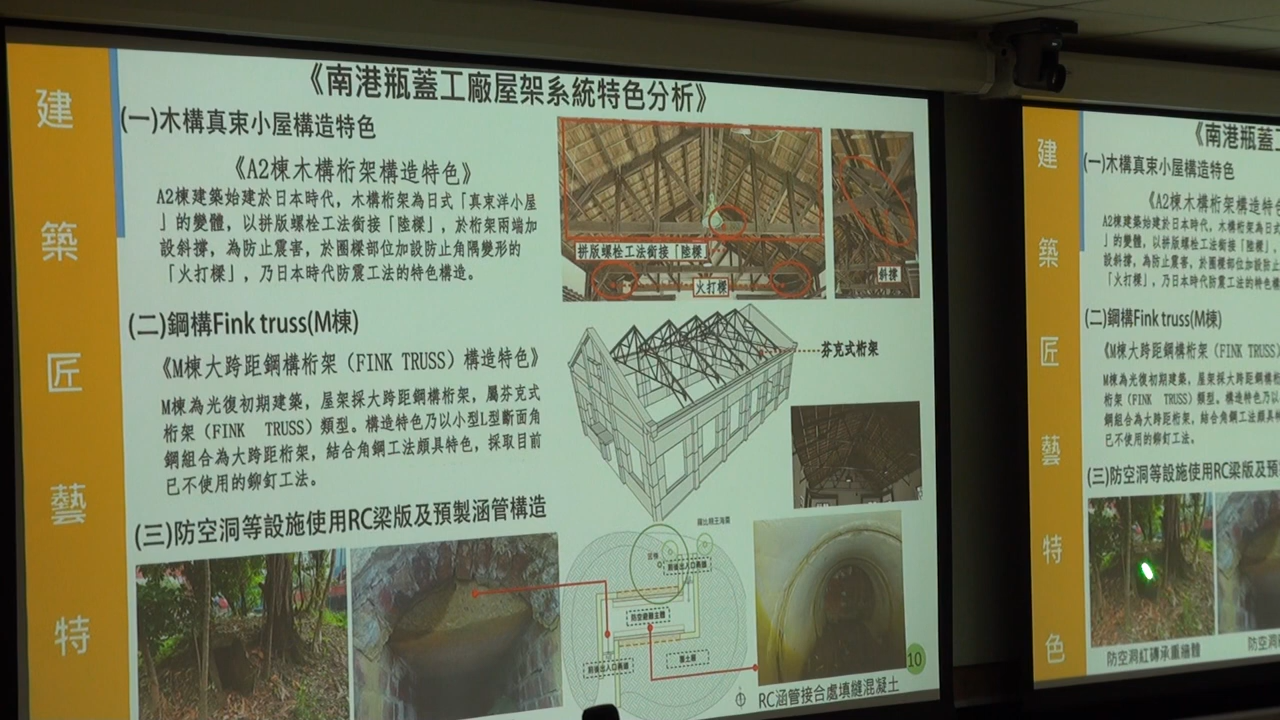 建築匠藝特
《南港瓶蓋工廠屋架系統特色分析》
(一)木構真束小屋構造特色
《A2棟木構桁架構造特色》
A2棟建築始建於日本時代，木構桁架為日式「真束洋小屋
」的變體，以拼版螺栓工法銜接「陸樑」，於桁架兩端加
設斜撐，為防止震害，於圈樑部位加設防止角隅變形的
「火打樑」，乃日本時代防震工法的特色構造。
拼版螺栓工法銜接「陸樑」
火打樑
斜撐
(二)鋼構Fink truss(M棟)
《M棟大跨距鋼構桁架（FINK TRUSS）構造特色》
M棟為光復初期建築，屋架採大跨距鋼構桁架，屬芬克式
桁架（FINK TRUSS）類型。構造特色乃以小型L型斷面角
鋼組合為大跨距桁架，結合角鋼工法頗具特色，採取目前
已不使用的鉚釘工法。
芬克式桁架
(三)防空洞等設施使用RC梁版及預製涵管構造
防空避難主體
覆土層
RC涵管接合處填縫混凝土
10
建築匠藝特色
《南港瓶蓋工
(一)木構真束小屋構造特色
《A2棟木構桁架構造特色
A2棟建築始建於日本時代，木構桁架為日式
」的變體，以拼版螺栓工法銜接「陸樑
設斜撐，為防止震害，於圈樑部位加設
「火打樑」，乃日本時代防震工法的特色構
(二)鋼構Fink truss(M棟)
《M棟大跨距鋼構桁架（FINK TRUSS
M棟為光復初期建築，屋架採大跨距鋼構桁
桁架（FINK TRUSS）類型。構造特色乃以
鋼組合為大跨距桁架，結合角鋼工法頗具
已不使用的鉚釘工法。
(三)防空洞等設施使用RC梁版及預
防空洞紅磚承重牆體
防空洞